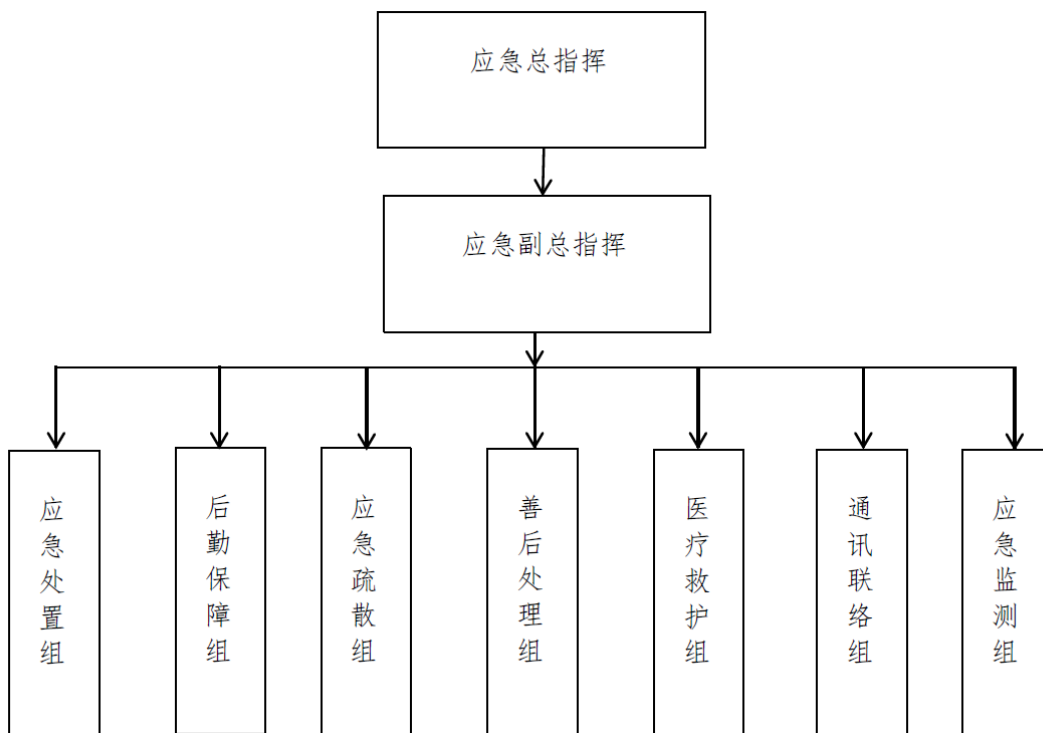 应急总指挥
应急副总指挥
应急处置组
后勤保障组
应急疏散组
善后处理组
医疗救护组
通讯联络组
应急监测组